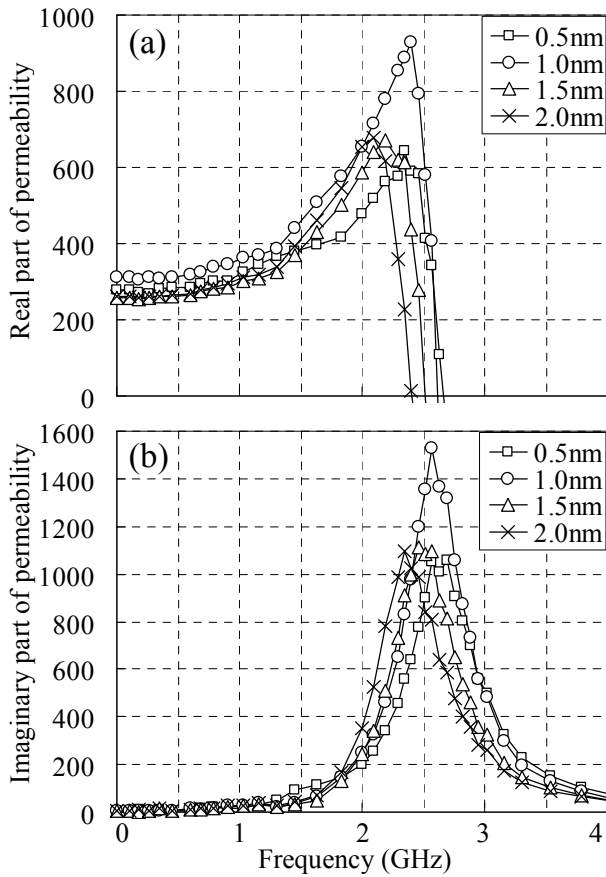 (a)
0.5nm
1.0nm
1.5nm
2.0nm
Real part of permeability
1000
800
600
400
200
0
(b)
0.5nm
1.0nm
1.5nm
2.0nm
Imaginary part of permeability
1600
1400
1200
1000
800
600
400
200
0
0 1 2 3 4
Frequency (GHz)